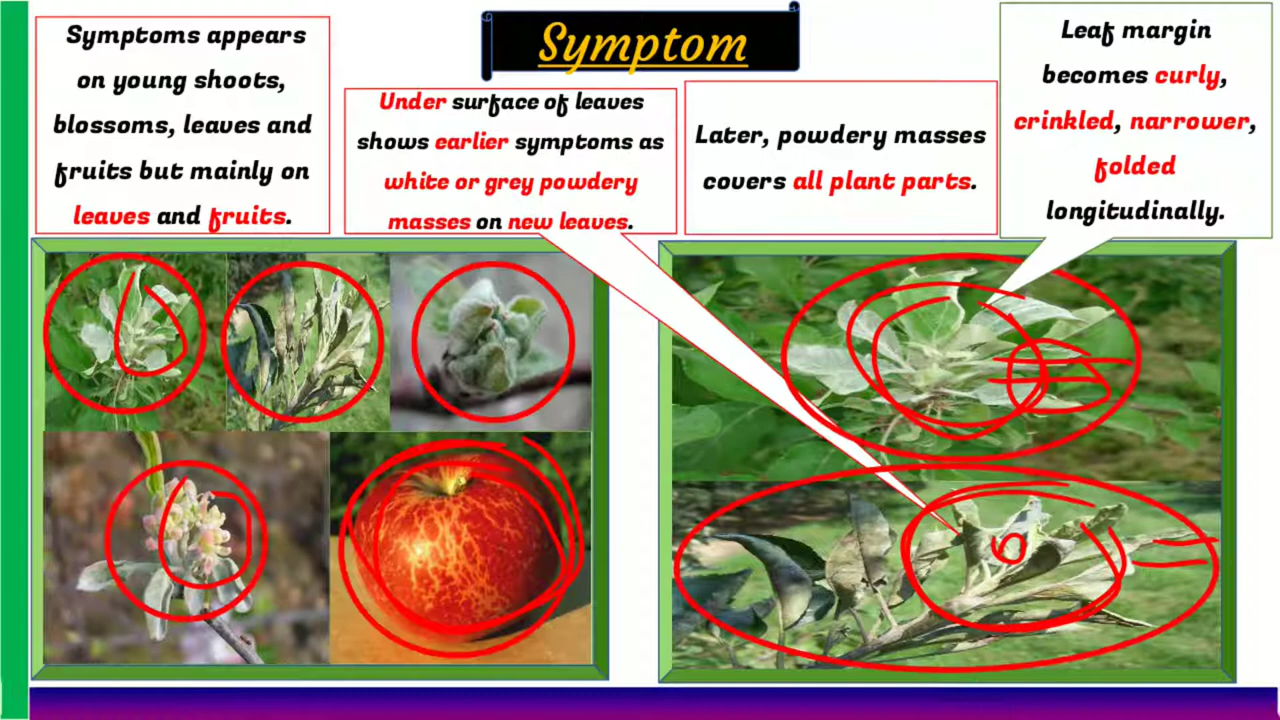 Symptom
Symptoms appears
on young shoots,
blossoms, leaves and
fruits but mainly on
leaves and fruits.
Under surface of leaves
shows earlier symptoms as
white or grey powdery
masses on new leaves.
Later, powdery masses
covers all plant parts.
Leaf margin
becomes curly,
crinkled, narrower,
folded
longitudinally.